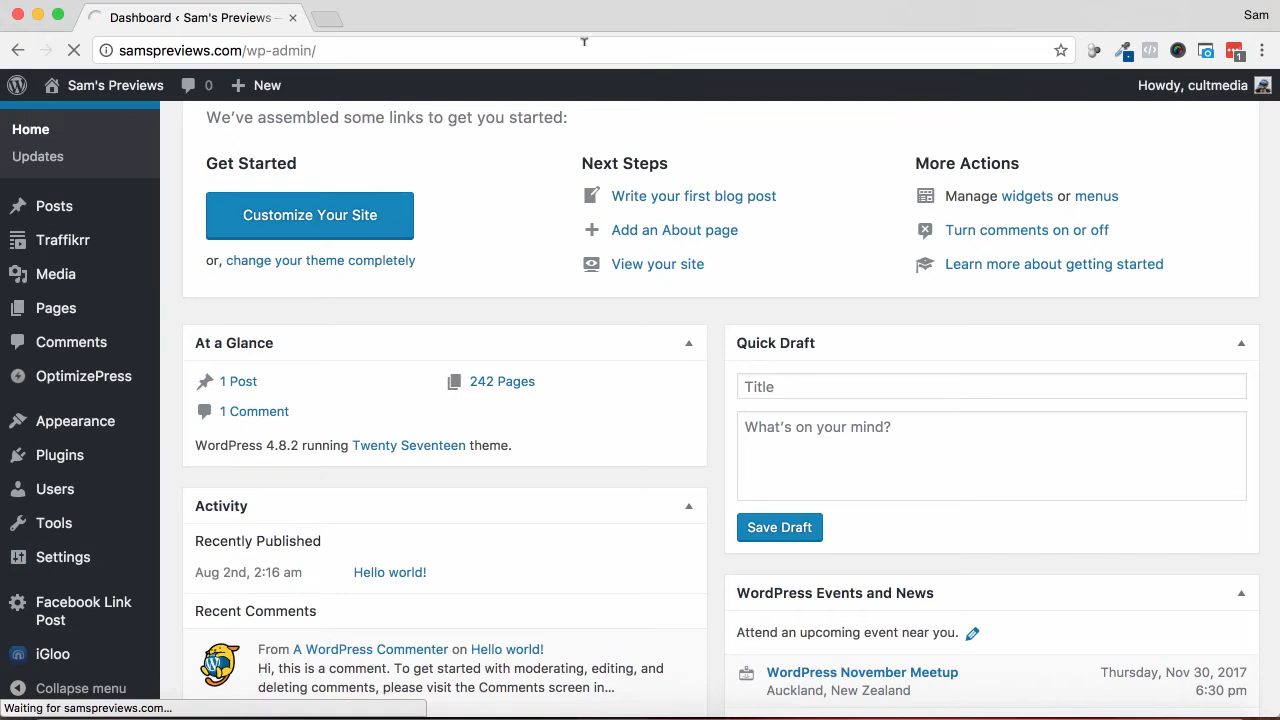 Dashboard ‹ Sam's Previews –
Sam
samspreviews.com/wp-admin/
1
Sam's Previews
0
New
Howdy, cultmedia
Home
Updates
Posts
Traffikrr
Media
Pages
Comments
OptimizePress
Appearance
Plugins
Users
Tools
Settings
Facebook Link
Post
iGloo
Collapse menu
We've assembled some links to get you started:
Get Started
Customize Your Site
or, change your theme completely
Next Steps
Write your first blog post
Add an About page
View your site
More Actions
Manage widgets or menus
Turn comments on or off
Learn more about getting started
At a Glance
1 Post
242 Pages
1 Comment
WordPress 4.8.2 running Twenty Seventeen theme.
Activity
Recently Published
Aug 2nd, 2:16 am
Hello world!
Recent Comments
From A WordPress Commenter on Hello world!
Hi, this is a comment. To get started with moderating, editing, and
deleting comments, please visit the Comments screen in...
Quick Draft
Title
What's on your mind?
Save Draft
WordPress Events and News
Attend an upcoming event near you.
WordPress November Meetup
Auckland, New Zealand
Thursday, Nov 30, 2017
6:30 pm
Waiting for samspreviews.com...